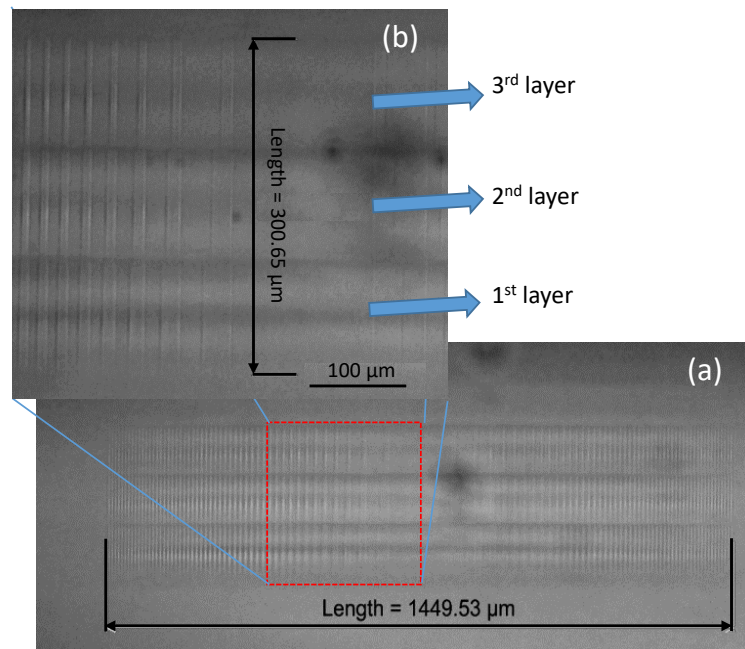 (b)
3rd layer
Length = 300.65 µm
2nd layer
1st layer
100 µm
(a)
Length = 1449.53 µm